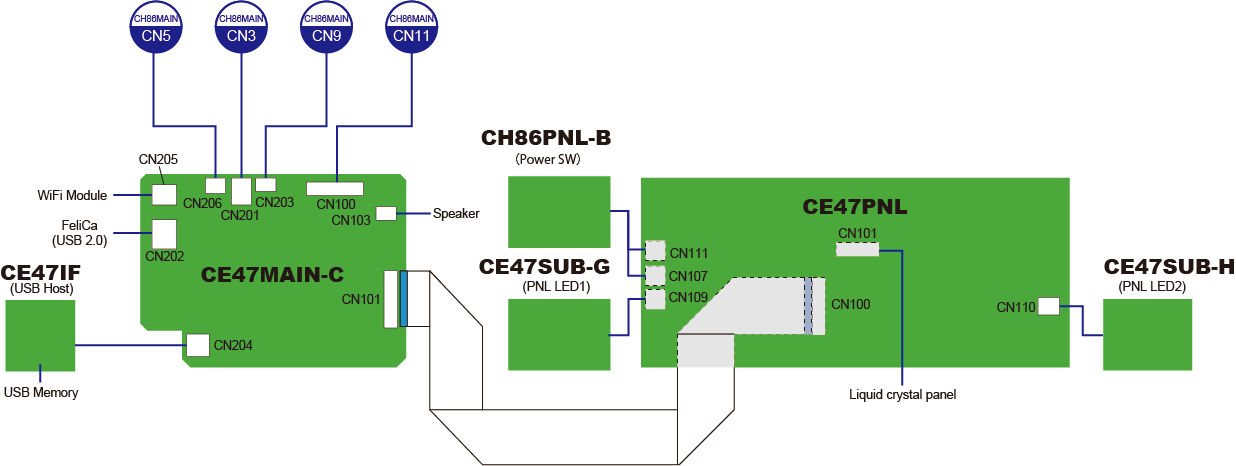 CH86MAIN
CN5
CH86MAIN
CN3
CH86MAIN
CN9
CH86MAIN
CN11
CN205
WiFi Module
CN206
CN201
CN203
CN100
CN103
Speaker
FeliCa
(USB 2.0)
CN202
CE47MAIN-C
CN101
CE47IF
(USB Host)
CN204
USB Memory
CH86PNL-B
(Power SW)
CE47SUB-G
(PNL LED1)
CE47PNL
CN101
CN111
CN107
CN109
CN100
CN110
Liquid crystal panel
CE47SUB-H
(PNL LED2)